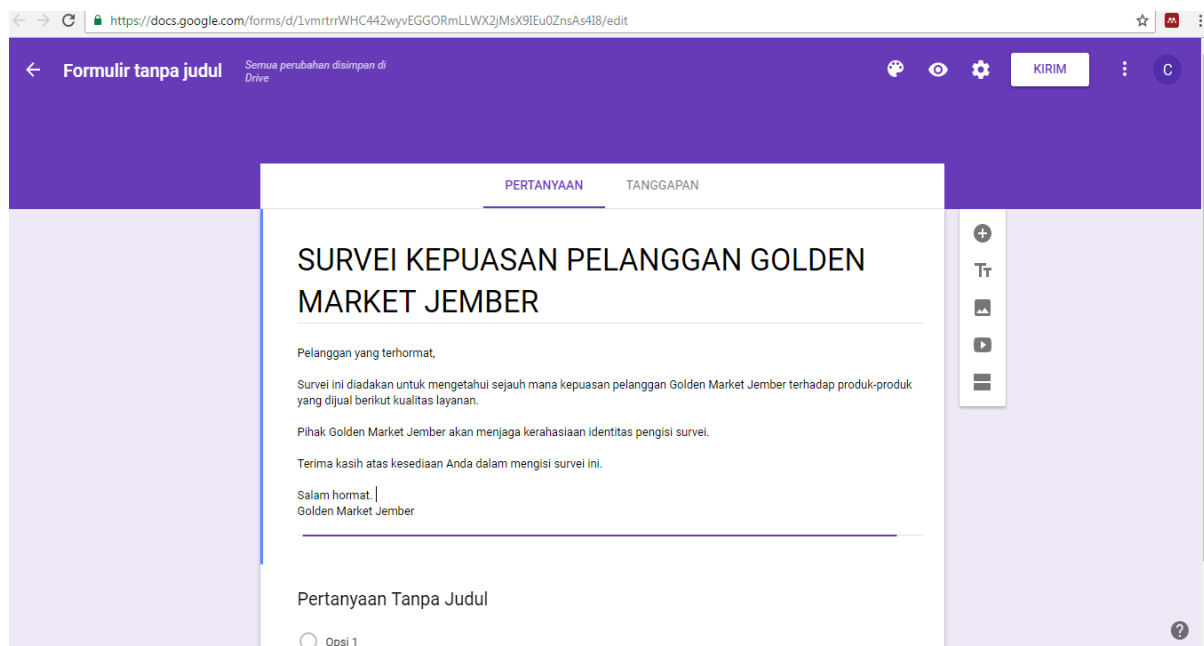 https://docs.google.com/forms/d/1vmrtrrWHC442wyvEGGORmLLWX2jMsX9IEu0ZnsAs4I8/edit
Formulir tanpa judul
Semua perubahan disimpan di
Drive
KIRIM
C
PERTANYAAN
TANGGAPAN
SURVEI KEPUASAN PELANGGAN GOLDEN
MARKET JEMBER
Pelanggan yang terhormat,
Survei ini diadakan untuk mengetahui sejauh mana kepuasan pelanggan Golden Market Jember terhadap produk-produk
yang dijual berikut kualitas layanan.
Pihak Golden Market Jember akan menjaga kerahasiaan identitas pengisi survei.
Terima kasih atas kesediaan Anda dalam mengisi survei ini.
Salam hormat.
Golden Market Jember
Pertanyaan Tanpa Judul
Opsi 1